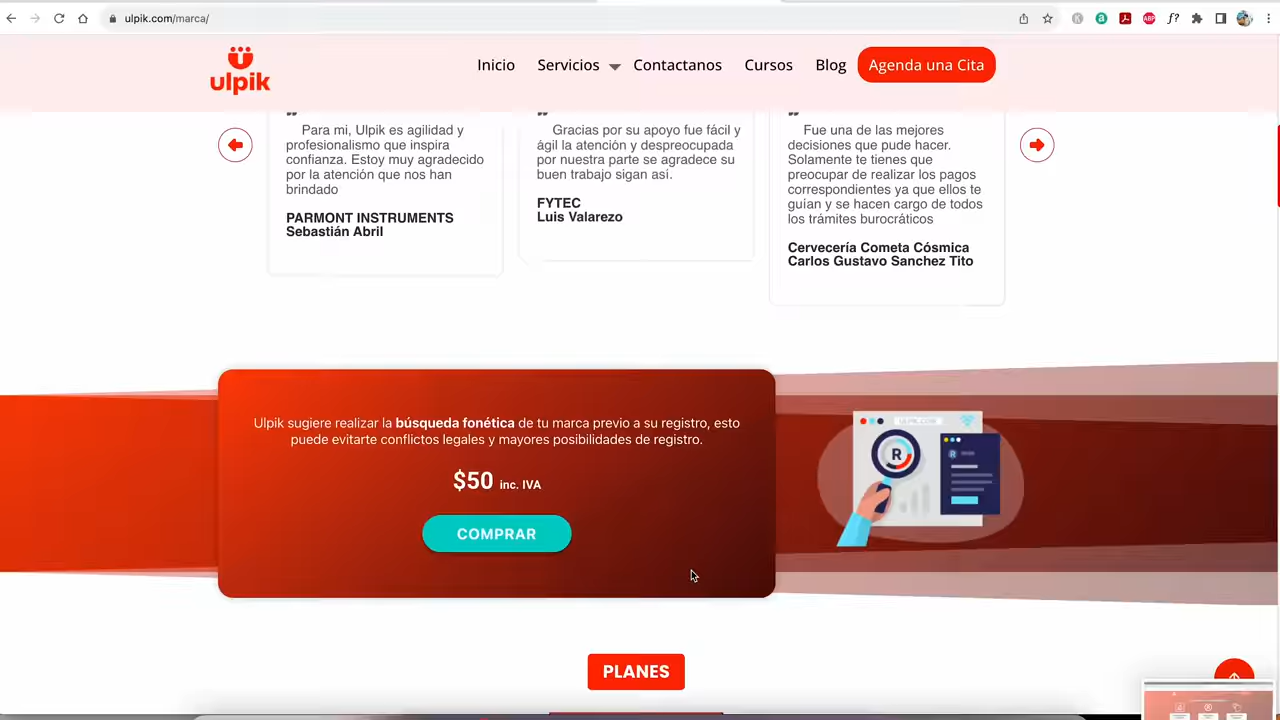 ulpik.com/marca/
ABP
f?
ulpik
Inicio
Servicios
Contactanos
Cursos
Blog
Agenda una Cita
Para mi, Ulpik es agilidad y
profesionalismo que inspira
confianza. Estoy muy agradecido
por la atención que nos han
brindado
PARMONT INSTRUMENTS
Sebastián Abril
Gracias por su apoyo fue fácil y
ágil la atención y despreocupada
por nuestra parte se agradece su
buen trabajo sigan así.
FYTEC
Luis Valarezo
Fue una de las mejores
decisiones que pude hacer.
Solamente te tienes que
preocupar de realizar los pagos
correspondientes ya que ellos te
guían y se hacen cargo de todos
los trámites burocráticos
Cervecería Cometa Cósmica
Carlos Gustavo Sanchez Tito
Ulpik sugiere realizar la búsqueda fonética de tu marca previo a su registro, esto
puede evitarte conflictos legales y mayores posibilidades de registro.
$50 inc. IVA
COMPRAR
ULPIK.COM
R
R
PLANES